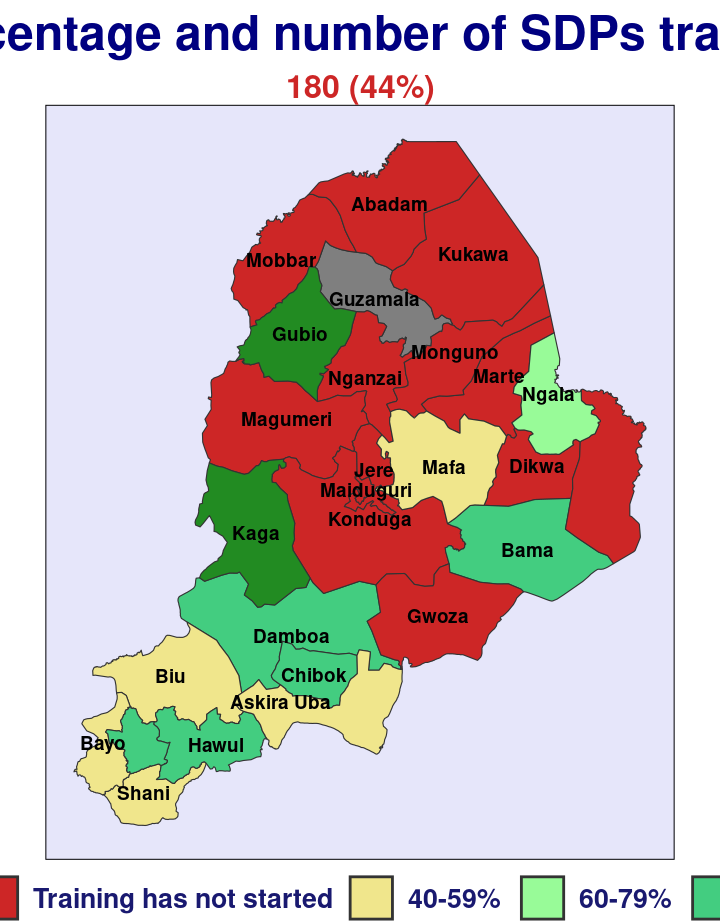 centage and number of SDPs tra
180 (44%)
Abadam
Kukawa
Mobbar
Guzamala
Gubio
Monguno
Nganzai
Marte
Ngala
Magumeri
Jere
Mafa
Dikwa
Maiduguri
Konduga
Kaga
Bama
Gwoza
Damboa
Biu
Chibok
Askira Uba
Bayo
Hawul
Shani
Training has not started 40-59% 60-79%